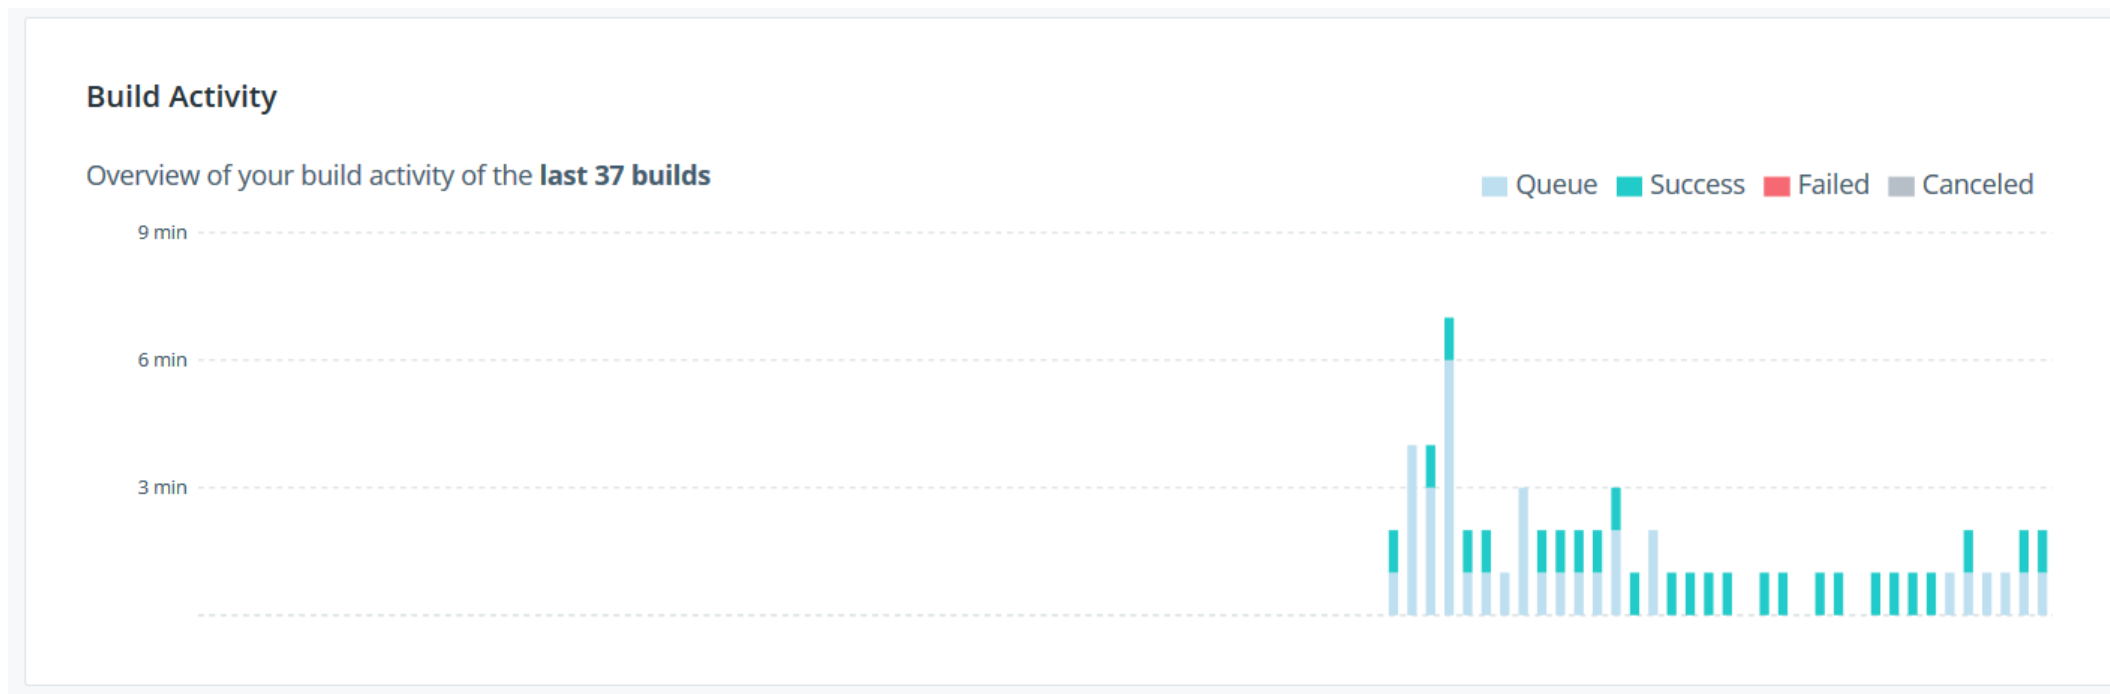 Build Activity
Overview of your build activity of the last 37 builds
Queue Success Failed Canceled
9 min
6 min
3 min